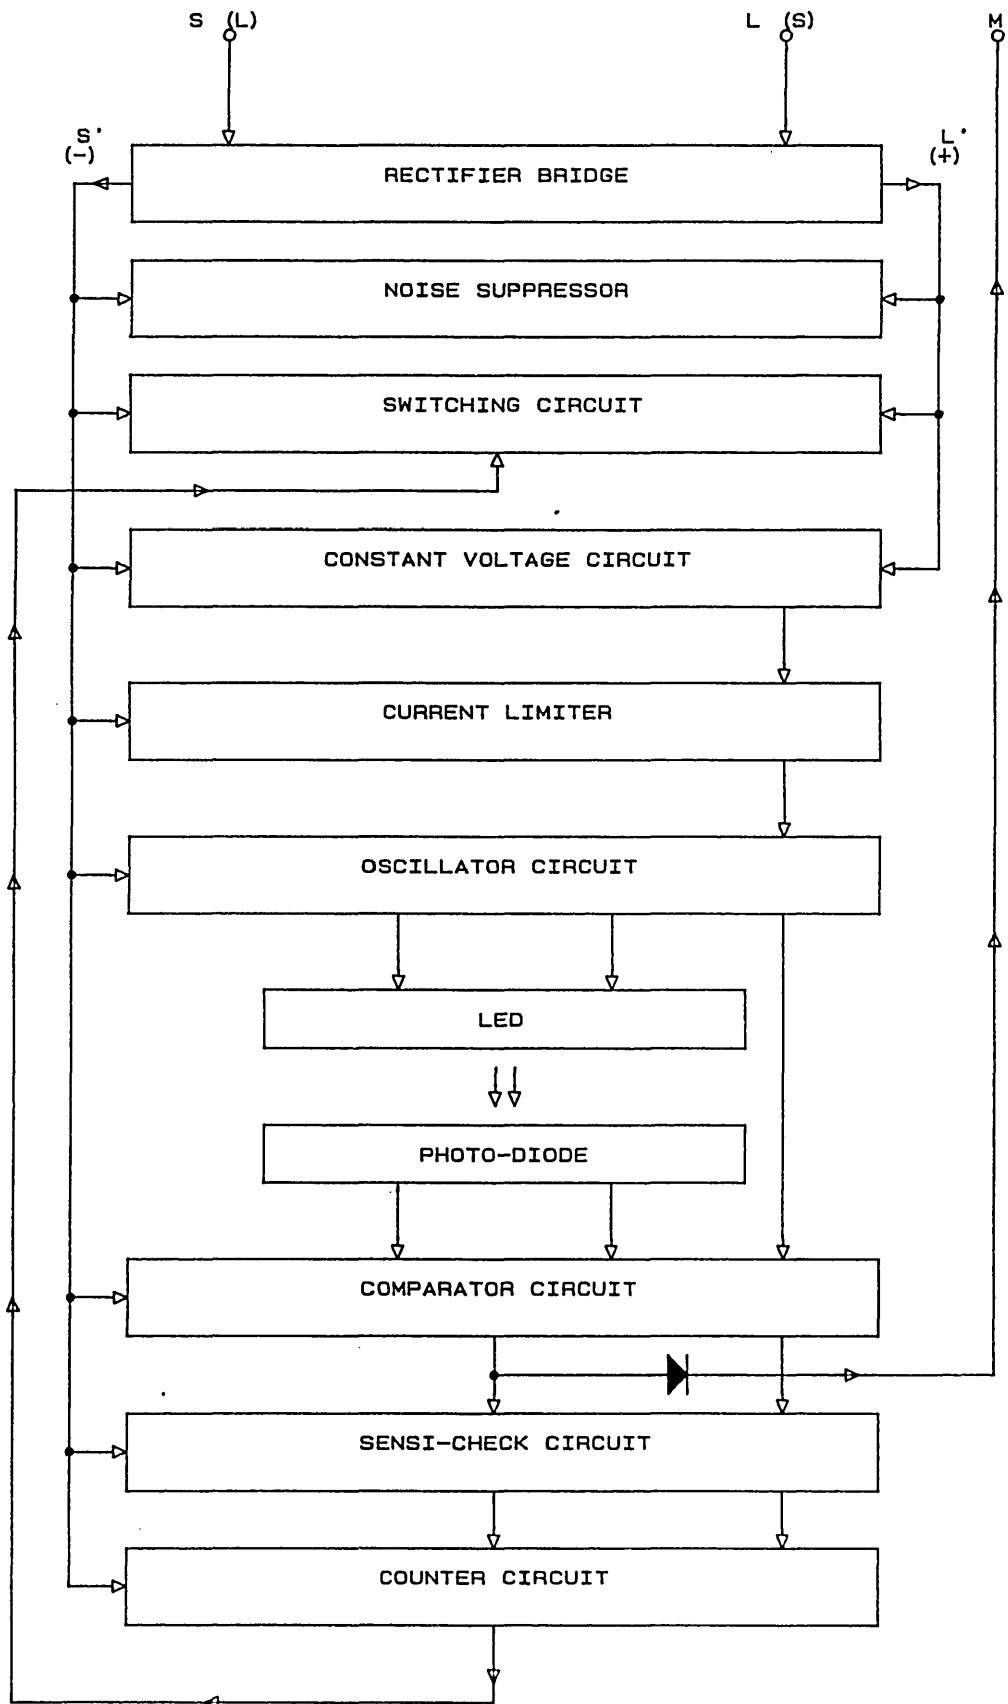 S (L) L (S) M
S' L'
(-) (+)
RECTIFIER BRIDGE
NOISE SUPPRESSOR
SWITCHING CIRCUIT
CONSTANT VOLTAGE CIRCUIT
CURRENT LIMITER
OSCILLATOR CIRCUIT
LED
PHOTO-DIODE
COMPARATOR CIRCUIT
SENSI-CHECK CIRCUIT
COUNTER CIRCUIT